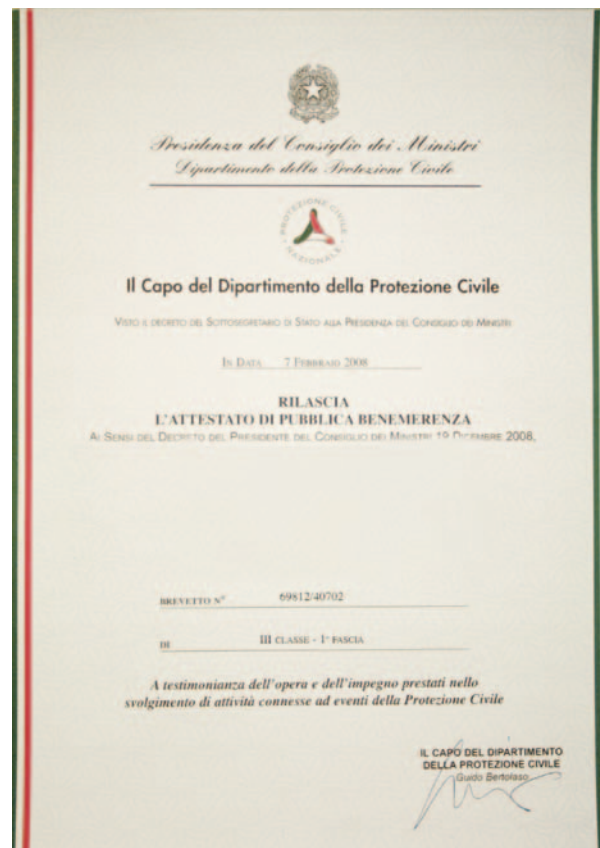 Presidenza del Consiglio dei Ministri
Dipartimento della Protezione Civile
PROTEZIONE CIVILE
NAZIONALE
Il Capo del Dipartimento della Protezione Civile
Visto il decreto del Sottosegretario di Stato alla Presidenza del Consiglio dei Ministri
In Data 7 Febbraio 2008
RILASCIA
L'ATTESTATO DI PUBBLICA BENEMERENZA
Ai Sensi del Decreto del Presidente del Consiglio dei Ministri 19 Dicembre 2008,
BREVETTO N° 69812/40702
DI III CLASSE - 1^ FASCIA
A testimonianza dell'opera e dell'impegno prestati nello
svolgimento di attività connesse ad eventi della Protezione Civile
IL CAPO DEL DIPARTIMENTO
DELLA PROTEZIONE CIVILE
Guido Bertolaso